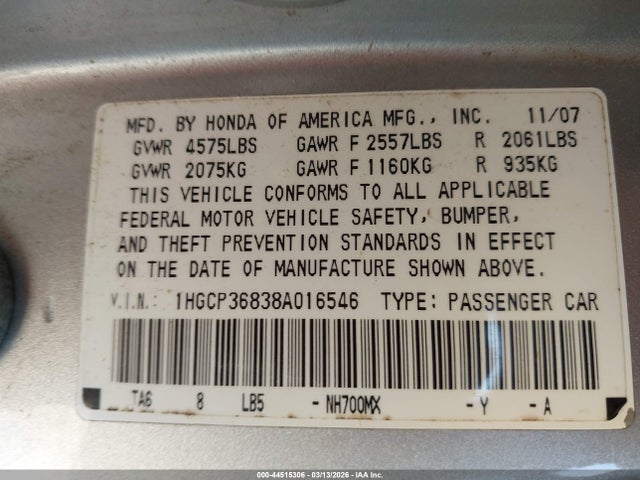 MFD. BY HONDA OF AMERICA MFG., INC. 11/07
GVWR 4575LBS GAWR F 2557LBS R 2061LBS
GVWR 2075KG GAWR F 1160KG R 935KG
THIS VEHICLE CONFORMS TO ALL APPLICABLE
FEDERAL MOTOR VEHICLE SAFETY, BUMPER,
AND THEFT PREVENTION STANDARDS IN EFFECT
ON THE DATE OF MANUFACTURE SHOWN ABOVE.
V.I.N.: 1HGCP36838A016546 TYPE: PASSENGER CAR
TA6 8 LB5 - NH700MX - Y - A
000-44515306 - 03/13/2026 - IAA Inc.